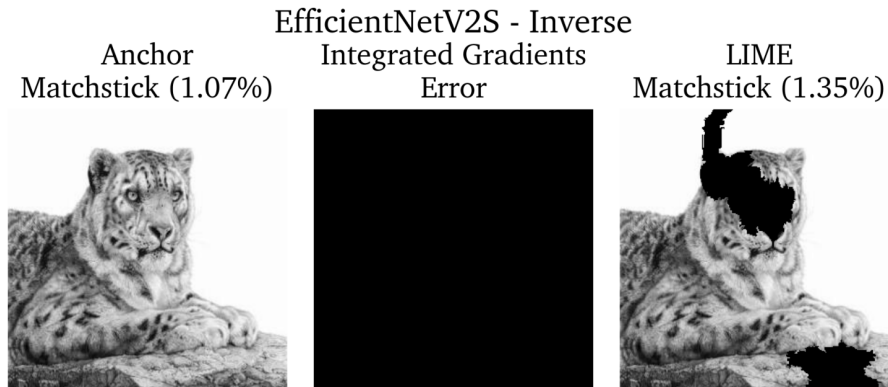 EfficientNetV2S - Inverse
Anchor
Matchstick (1.07%)
Integrated Gradients
Error
LIME
Matchstick (1.35%)